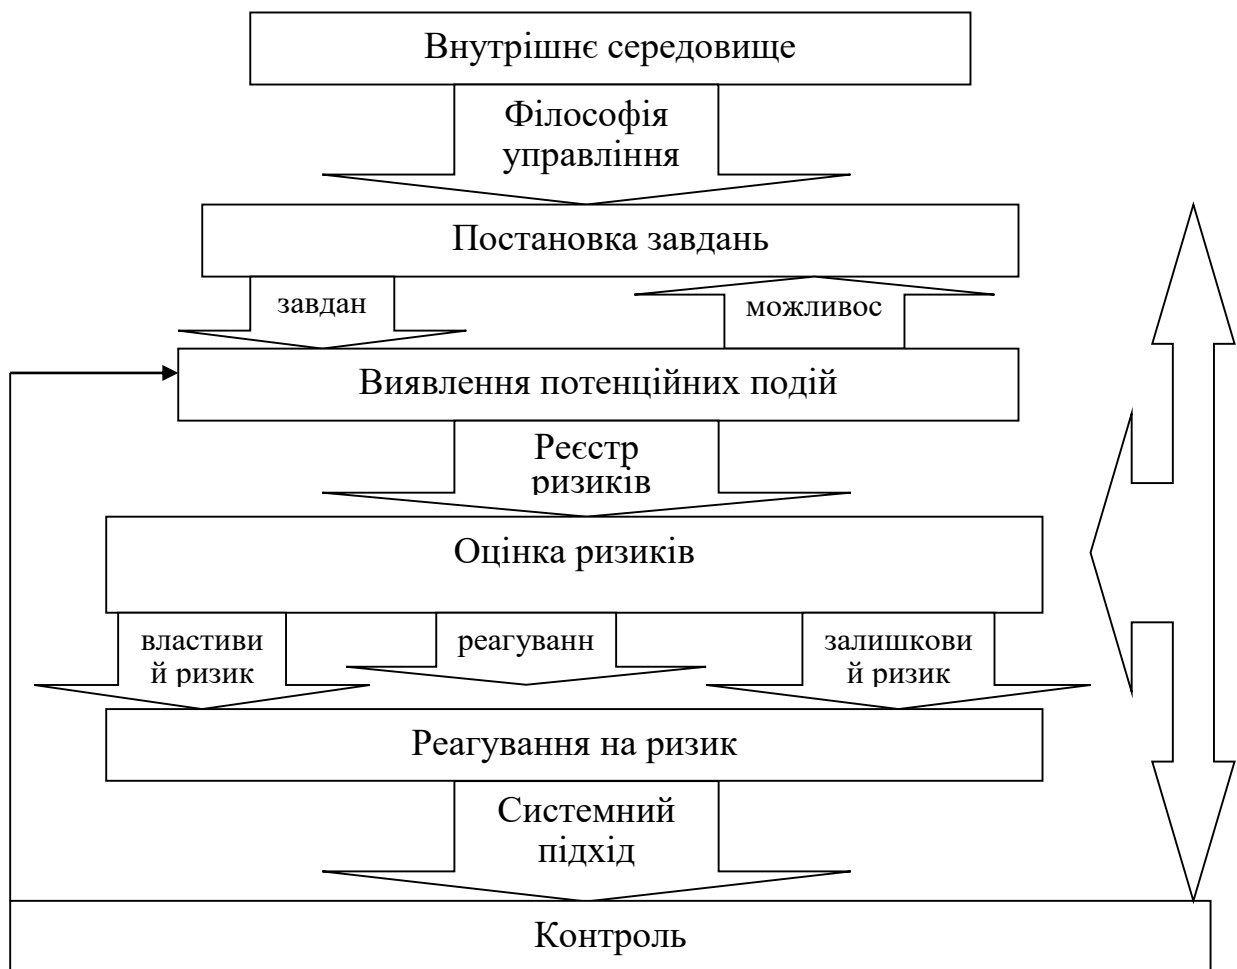 Внутрішнє середовище
Філософія
управління
Постановка завдань
завдан
можливос
Виявлення потенційних подій
Реєстр
ризиків
Оцінка ризиків
властиви
й ризик
реагуванн
залишкови
й ризик
Реагування на ризик
Системний
підхід
Контроль